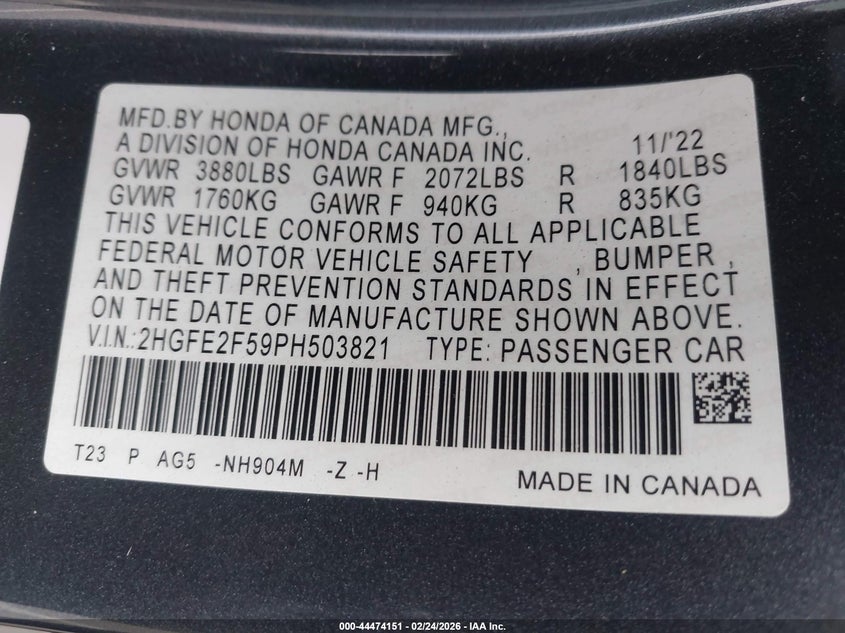 MFD.BY HONDA OF CANADA MFG.,
A DIVISION OF HONDA CANADA INC. 11/'22
GVWR 3880LBS GAWR F 2072LBS R 1840LBS
GVWR 1760KG GAWR F 940KG R 835KG
THIS VEHICLE CONFORMS TO ALL APPLICABLE
FEDERAL MOTOR VEHICLE SAFETY , BUMPER ,
AND THEFT PREVENTION STANDARDS IN EFFECT
ON THE DATE OF MANUFACTURE SHOWN ABOVE.
V.I.N.:2HGFE2F59PH503821 TYPE: PASSENGER CAR
T23 P AG5 -NH904M -Z -H
MADE IN CANADA
000-44474151 - 02/24/2026 - IAA Inc.